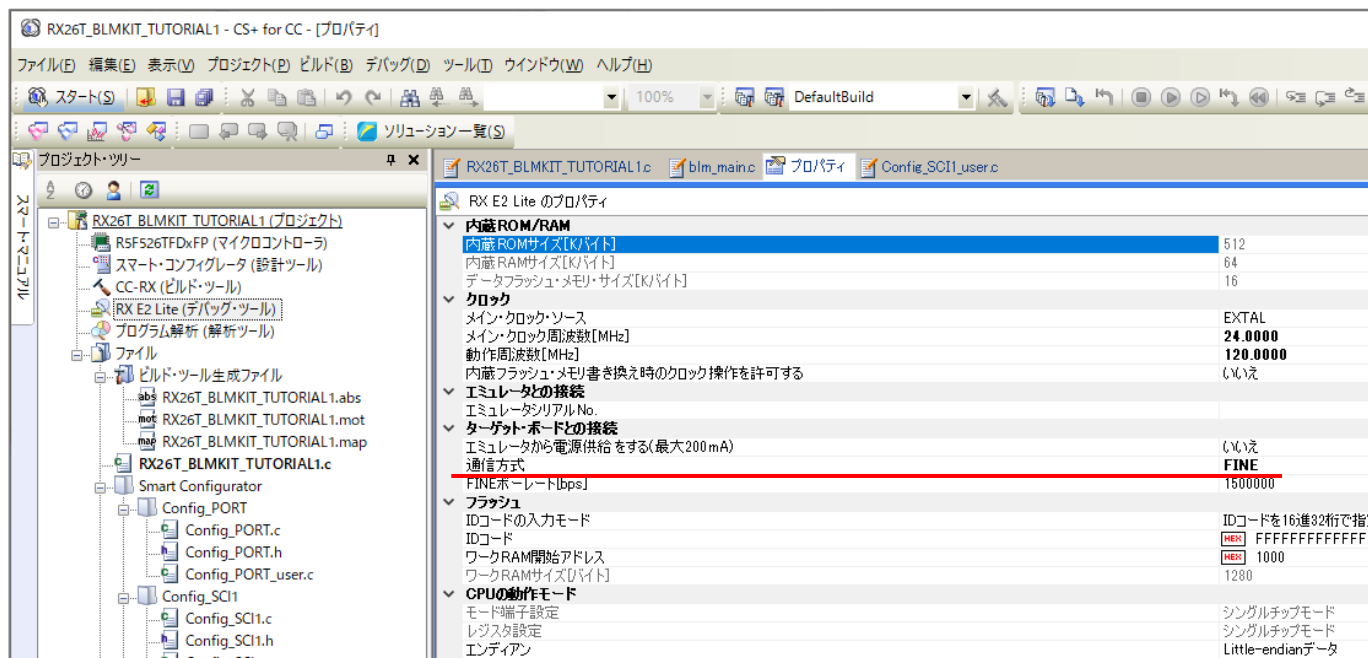 RX26T_BLMKIT_TUTORIAL1 - CS+ for CC - [プロパティ]
ファイル(F) 編集(E) 表示(V) プロジェクト(P) ビルド(B) デバッグ(D) ツール(T) ウインドウ(W) ヘルプ(H)
スタート(S) 100% DefaultBuild
ソリューション一覧(S)
スマート・マニュアル
プロジェクト・ツリー
RX26T_BLMKIT_TUTORIAL1 (プロジェクト)
R5F526TFDxFP (マイクロコントローラ)
スマート・コンフィグレータ (設計ツール)
CC-RX (ビルド・ツール)
RX E2 Lite (デバッグ・ツール)
プログラム解析 (解析ツール)
ファイル
ビルド・ツール生成ファイル
RX26T_BLMKIT_TUTORIAL1.abs
RX26T_BLMKIT_TUTORIAL1.mot
RX26T_BLMKIT_TUTORIAL1.map
RX26T_BLMKIT_TUTORIAL1.c
Smart Configurator
Config_PORT
Config_PORT.c
Config_PORT.h
Config_PORT_user.c
Config_SCI1
Config_SCI1.c
Config_SCI1.h
RX26T_BLMKIT_TUTORIAL1.c blm_main.c プロパティ Config_SCI1_user.c
RX E2 Lite のプロパティ
内蔵ROM/RAM
内蔵ROMサイズ[Kバイト] 512
内蔵RAMサイズ[Kバイト] 64
データフラッシュ・メモリ・サイズ[Kバイト] 16
クロック
メイン・クロック・ソース EXTAL
メイン・クロック周波数[MHz] 24.0000
動作周波数[MHz] 120.0000
内蔵フラッシュ・メモリ書き換え時のクロック操作を許可する いいえ
エミュレータとの接続
エミュレータシリアルNo.
ターゲット・ボードとの接続
エミュレータから電源供給をする(最大200mA) いいえ
通信方式 FINE
FINEボーレート[bps] 1500000
フラッシュ
IDコードの入力モード IDコードを16進32桁で指
IDコード HEX FFFFFFFFFFFFF
ワークRAM開始アドレス HEX 1000
ワークRAMサイズ[バイト] 1280
CPUの動作モード
モード端子設定 シングルチップモード
レジスタ設定 シングルチップモード
エンディアン Little-endianデータ